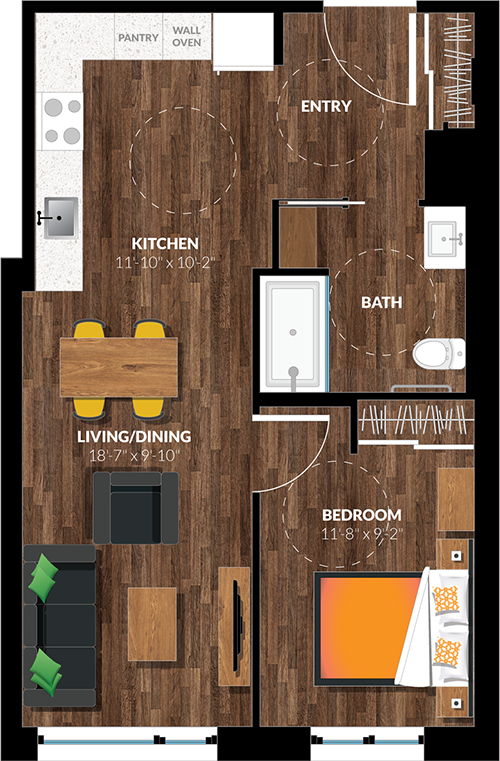 PANTRY
WALL
OVEN
ENTRY
KITCHEN
11'-10" x 10'-2"
BATH
LIVING/DINING
18'-7" x 9'-10"
BEDROOM
11'-8" x 9'-2"